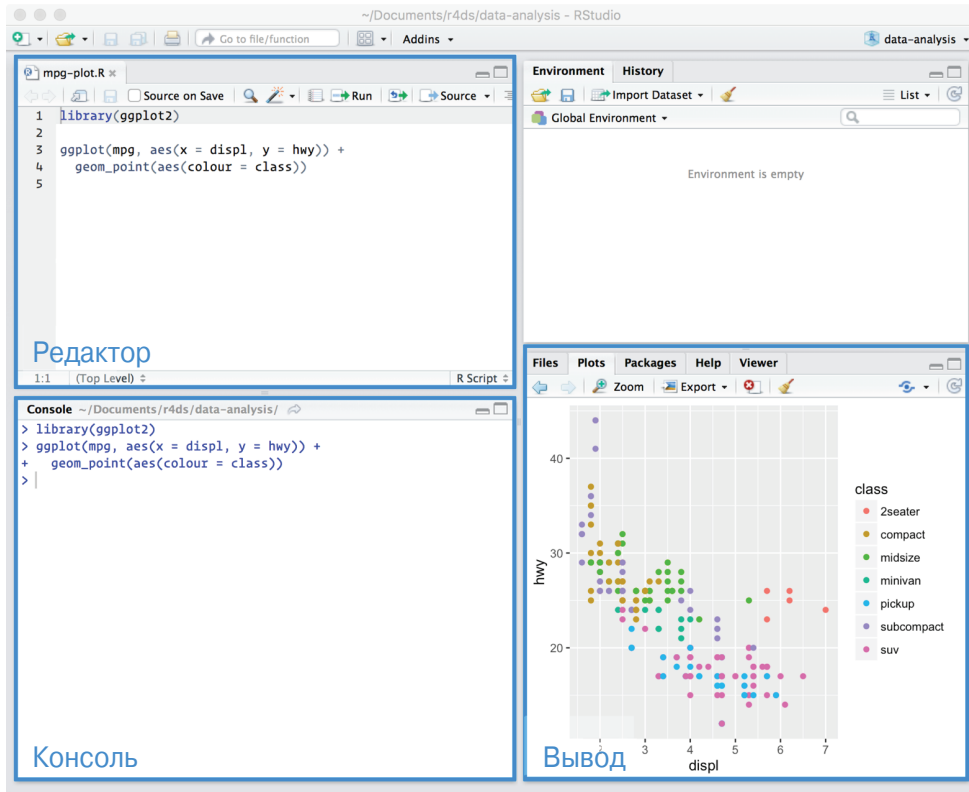 ~/Documents/r4ds/data-analysis - RStudio
Go to file/function
Addins
data-analysis
mpg-plot.R
Source on Save
Run
Source
1 library(ggplot2)
2
3 ggplot(mpg, aes(x = displ, y = hwy)) +
4 geom_point(aes(colour = class))
5
Редактор
1:1 (Top Level) R Script
Environment History
Import Dataset
List
Global Environment
Environment is empty
Console ~/Documents/r4ds/data-analysis/
> library(ggplot2)
> ggplot(mpg, aes(x = displ, y = hwy)) +
+ geom_point(aes(colour = class))
>
Консоль
Files Plots Packages Help Viewer
Zoom Export
40
30
20
hwy
2 3 4 5 6 7
displ
class
2seater
compact
midsize
minivan
pickup
subcompact
suv
Вывод